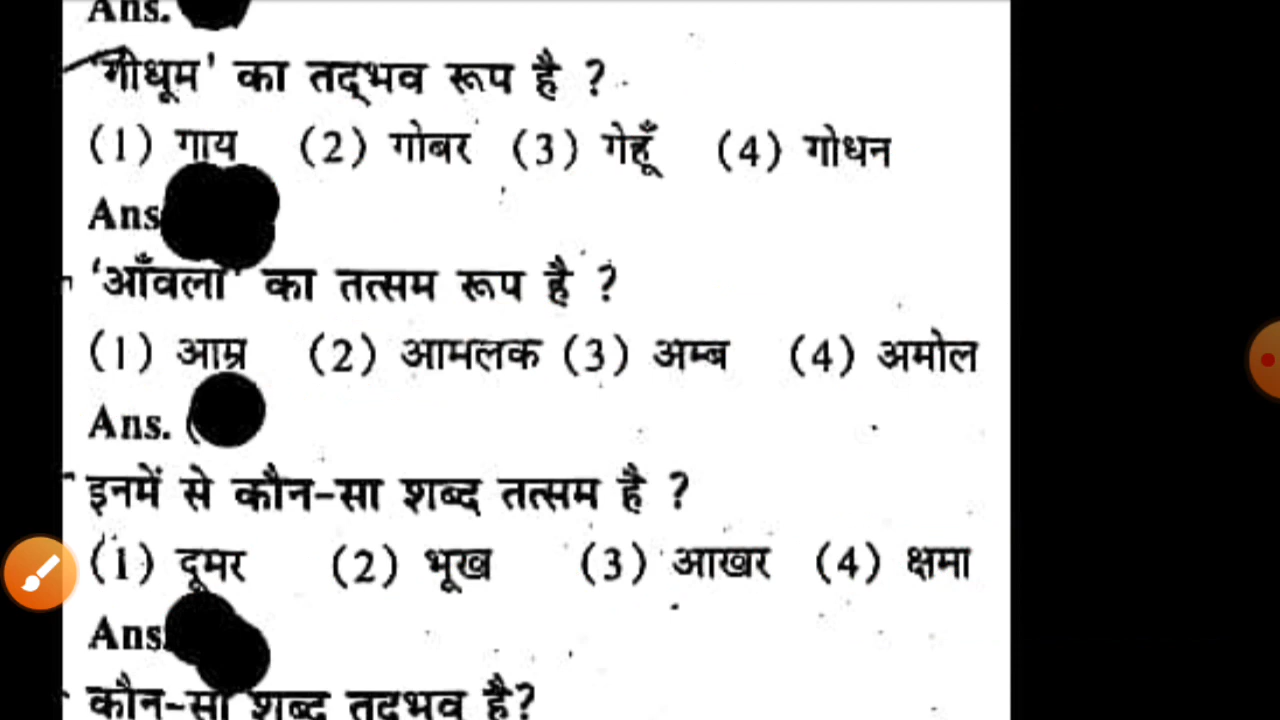 Ans.
'गोधूम' का तद्भव रूप है ?
(1) गाय (2) गोबर (3) गेहूँ (4) गोधन
Ans
'आँवला' का तत्सम रूप है ?
(1) आम्र (2) आमलक (3) अम्ब (4) अमोल
Ans. (
इनमें से कौन-सा शब्द तत्सम है ?
(1) दूमर (2) भूख (3) आखर (4) क्षमा
Ans.
कौन-सा शब्द तद्भव है?